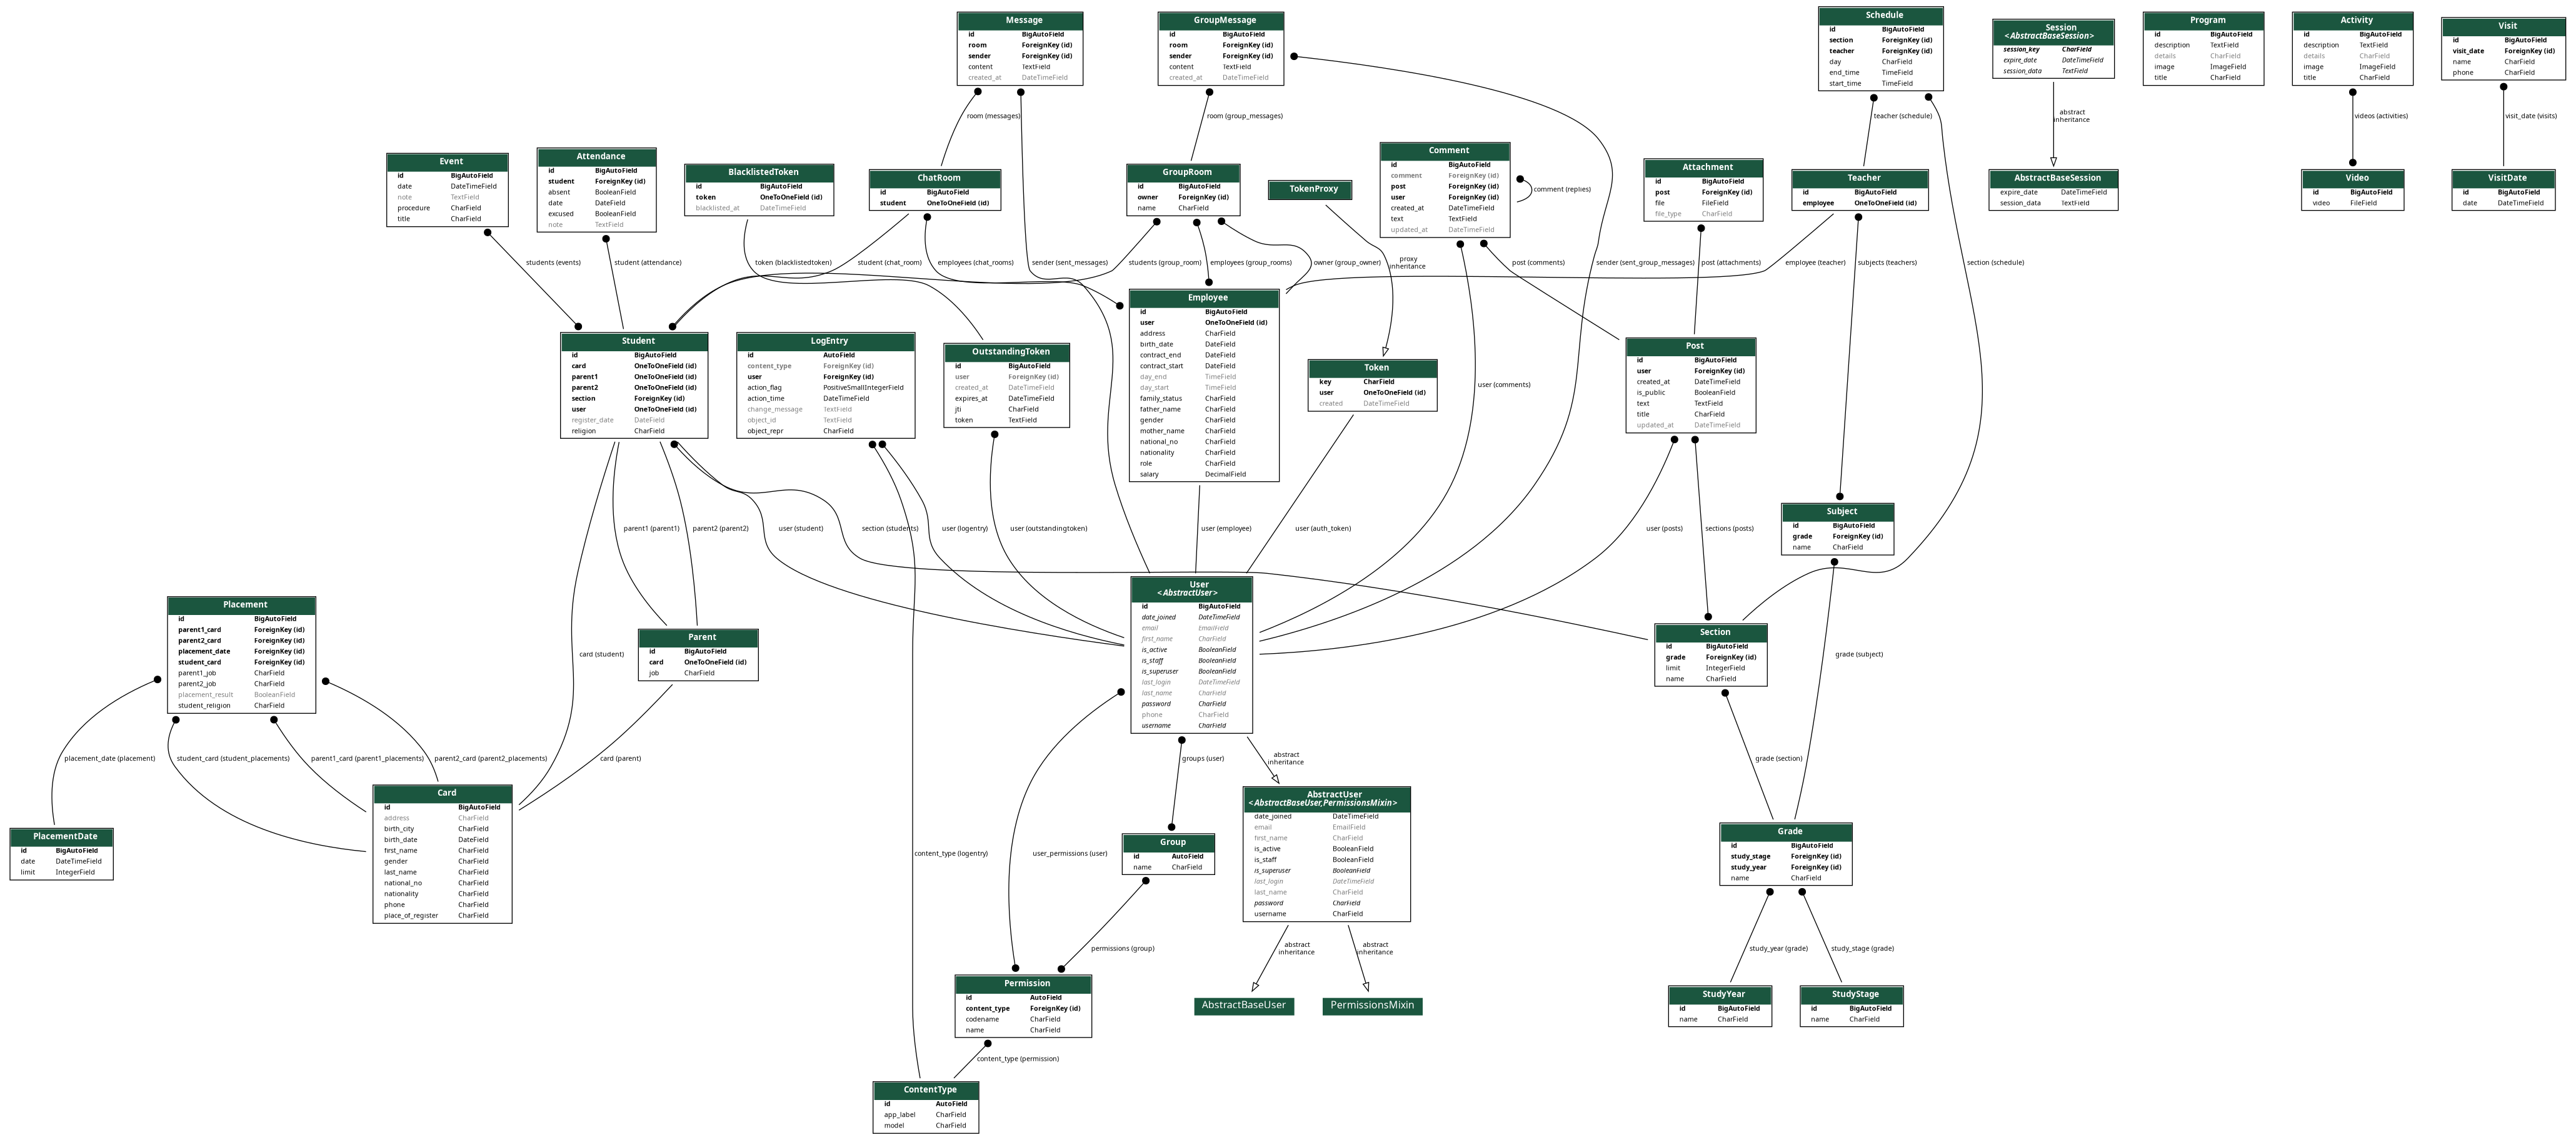 Message
id BigAutoField
room ForeignKey (id)
sender ForeignKey (id)
content TextField
created_at DateTimeField
GroupMessage
id BigAutoField
room ForeignKey (id)
sender ForeignKey (id)
content TextField
created_at DateTimeField
Schedule
id BigAutoField
section ForeignKey (id)
teacher ForeignKey (id)
day CharField
end_time TimeField
start_time TimeField
Session
<AbstractBaseSession>
session_key CharField
expire_date DateTimeField
session_data TextField
Program
id BigAutoField
description TextField
details CharField
image ImageField
title CharField
Activity
id BigAutoField
description TextField
details CharField
image ImageField
title CharField
Visit
id BigAutoField
visit_date ForeignKey (id)
name CharField
phone CharField
room (messages)
room (group_messages)
teacher (schedule)
abstract
inheritance
videos (activities)
visit_date (visits)
Event
id BigAutoField
date DateTimeField
note TextField
procedure CharField
title CharField
Attendance
id BigAutoField
student ForeignKey (id)
absent BooleanField
date DateField
excused BooleanField
note TextField
BlacklistedToken
id BigAutoField
token OneToOneField (id)
blacklisted_at DateTimeField
ChatRoom
id BigAutoField
student OneToOneField (id)
GroupRoom
id BigAutoField
owner ForeignKey (id)
name CharField
TokenProxy
Comment
id BigAutoField
comment ForeignKey (id)
post ForeignKey (id)
user ForeignKey (id)
created_at DateTimeField
text TextField
updated_at DateTimeField
comment (replies)
Attachment
id BigAutoField
post ForeignKey (id)
file FileField
file_type CharField
Teacher
id BigAutoField
employee OneToOneField (id)
AbstractBaseSession
expire_date DateTimeField
session_data TextField
Video
id BigAutoField
video FileField
VisitDate
id BigAutoField
date DateTimeField
students (events)
student (attendance)
token (blacklistedtoken)
student (chat_room)
employees (chat_rooms)
sender (sent_messages)
students (group_room)
employees (group_rooms)
owner (group_owner)
proxy
inheritance
post (comments)
sender (sent_group_messages)
post (attachments)
employee (teacher)
subjects (teachers)
section (schedule)
Student
id BigAutoField
card OneToOneField (id)
parent1 OneToOneField (id)
parent2 OneToOneField (id)
section ForeignKey (id)
user OneToOneField (id)
register_date DateField
religion CharField
LogEntry
id AutoField
content_type ForeignKey (id)
user ForeignKey (id)
action_flag PositiveSmallIntegerField
action_time DateTimeField
change_message TextField
object_id TextField
object_repr CharField
OutstandingToken
id BigAutoField
user ForeignKey (id)
created_at DateTimeField
expires_at DateTimeField
jti CharField
token TextField
Employee
id BigAutoField
user OneToOneField (id)
address CharField
birth_date DateField
contract_end DateField
contract_start DateField
day_end TimeField
day_start TimeField
family_status CharField
father_name CharField
gender CharField
mother_name CharField
national_no CharField
nationality CharField
role CharField
salary DecimalField
Token
key CharField
user OneToOneField (id)
created DateTimeField
user (comments)
Post
id BigAutoField
user ForeignKey (id)
created_at DateTimeField
is_public BooleanField
text TextField
title CharField
updated_at DateTimeField
parent1 (parent1)
parent2 (parent2)
user (student)
section (students)
user (logentry)
user (outstandingtoken)
user (employee)
user (auth_token)
user (posts)
sections (posts)
Subject
id BigAutoField
grade ForeignKey (id)
name CharField
Placement
id BigAutoField
parent1_card ForeignKey (id)
parent2_card ForeignKey (id)
placement_date ForeignKey (id)
student_card ForeignKey (id)
parent1_job CharField
parent2_job CharField
placement_result BooleanField
student_religion CharField
card (student)
Parent
id BigAutoField
card OneToOneField (id)
job CharField
User
<AbstractUser>
id BigAutoField
date_joined DateTimeField
email EmailField
first_name CharField
is_active BooleanField
is_staff BooleanField
is_superuser BooleanField
last_login DateTimeField
last_name CharField
password CharField
phone CharField
username CharField
Section
id BigAutoField
grade ForeignKey (id)
limit IntegerField
name CharField
grade (subject)
placement_date (placement)
student_card (student_placements)
parent1_card (parent1_placements)
parent2_card (parent2_placements)
card (parent)
groups (user)
abstract
inheritance
grade (section)
PlacementDate
id BigAutoField
date DateTimeField
limit IntegerField
Card
id BigAutoField
address CharField
birth_city CharField
birth_date DateField
first_name CharField
gender CharField
last_name CharField
national_no CharField
nationality CharField
phone CharField
place_of_register CharField
content_type (logentry)
user_permissions (user)
Group
id AutoField
name CharField
AbstractUser
<AbstractBaseUser,PermissionsMixin>
date_joined DateTimeField
email EmailField
first_name CharField
is_active BooleanField
is_staff BooleanField
is_superuser BooleanField
last_login DateTimeField
last_name CharField
password CharField
username CharField
Grade
id BigAutoField
study_stage ForeignKey (id)
study_year ForeignKey (id)
name CharField
permissions (group)
abstract
inheritance
abstract
inheritance
study_year (grade)
study_stage (grade)
Permission
id AutoField
content_type ForeignKey (id)
codename CharField
name CharField
AbstractBaseUser
PermissionsMixin
StudyYear
id BigAutoField
name CharField
StudyStage
id BigAutoField
name CharField
content_type (permission)
ContentType
id AutoField
app_label CharField
model CharField